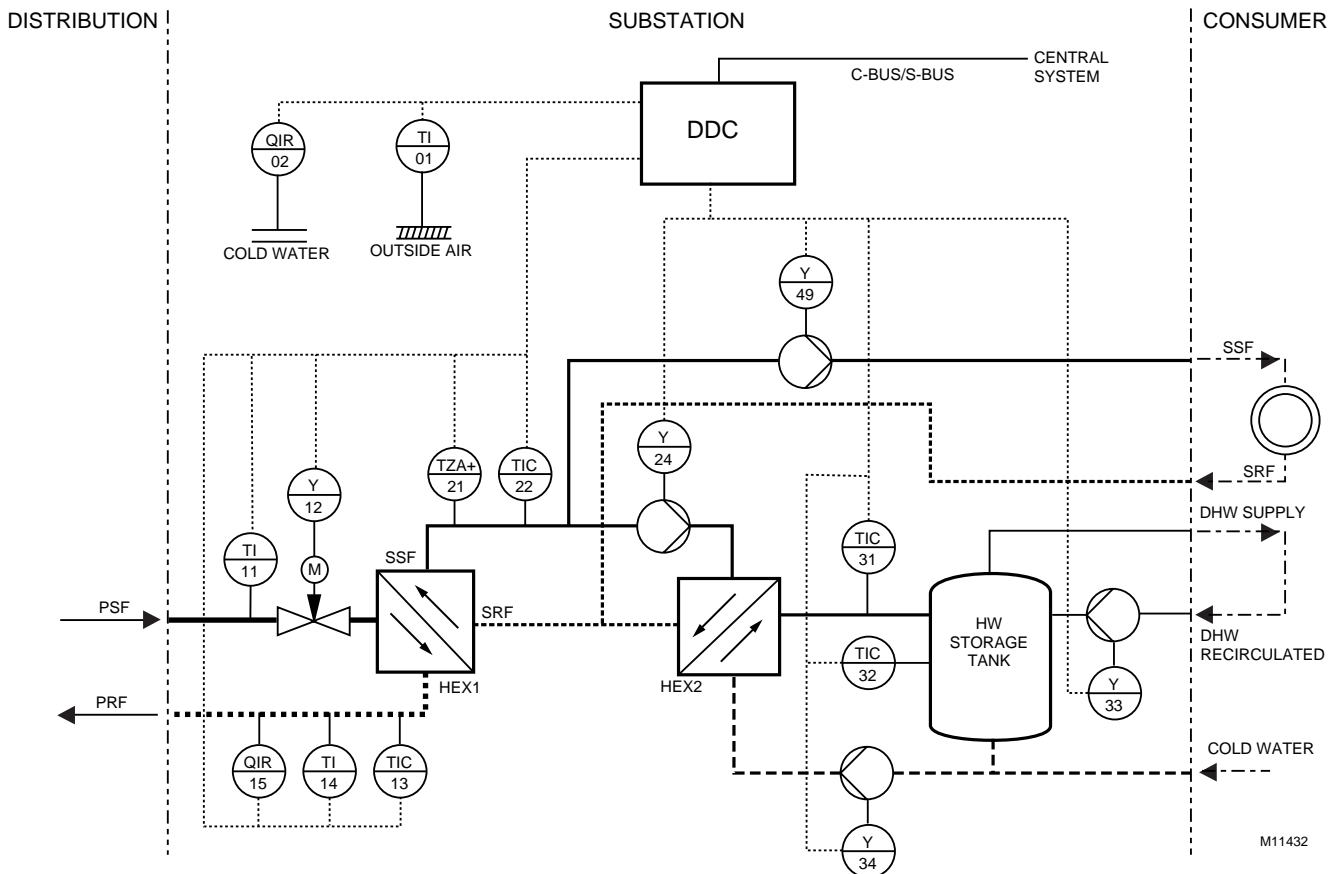 DISTRIBUTION
SUBSTATION
CONSUMER
C-BUS/S-BUS
CENTRAL
SYSTEM
DDC
QIR
02
TI
01
COLD WATER
OUTSIDE AIR
Y
49
SSF
Y
24
TZA+
21
TIC
22
SRF
Y
12
DHW SUPPLY
TI
11
M
SSF
TIC
31
PSF
SRF
HW
STORAGE
TANK
DHW
RECIRCULATED
HEX1
HEX2
TIC
32
Y
33
PRF
QIR
15
TI
14
TIC
13
COLD WATER
Y
34
M11432